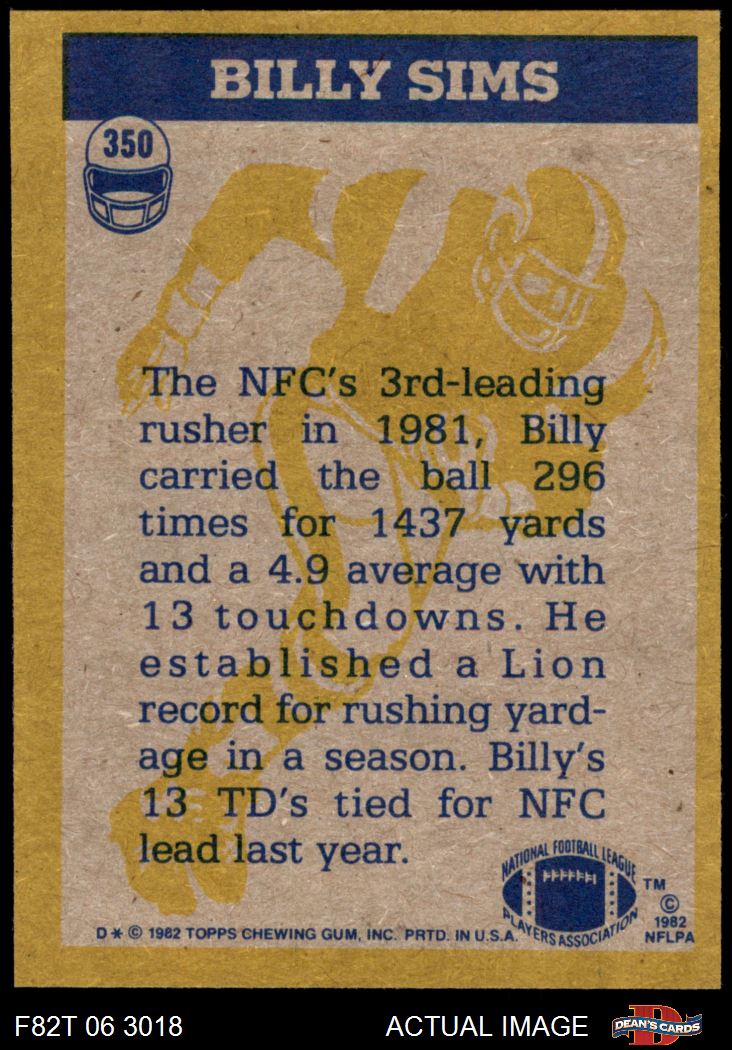 BILLY SIMS
350
The NFC's 3rd-leading
rusher in 1981, Billy
carried the ball 296
times for 1437 yards
and a 4.9 average with
13 touchdowns. He
established a Lion
record for rushing yard-
age in a season. Billy's
13 TD's tied for NFC
lead last year.
NATIONAL FOOTBALL LEAGUE
PLAYERS ASSOCIATION
TM
©
1982
NFLPA
D * © 1982 TOPPS CHEWING GUM, INC. PRTD. IN U.S.A.
F82T 06 3018 ACTUAL IMAGE
D
DEAN'S CARDS